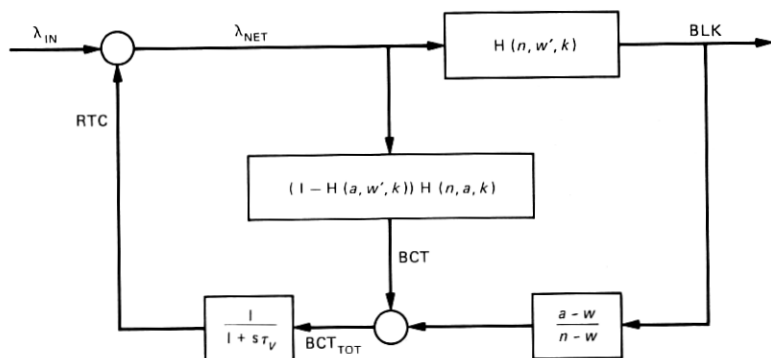 λIN
λNET
H (n, w′, k)
BLK
RTC
(1 – H (a, w′, k)) H (n, a, k)
BCT
1
1 + sτV
BCTTOT
a – w
n – w